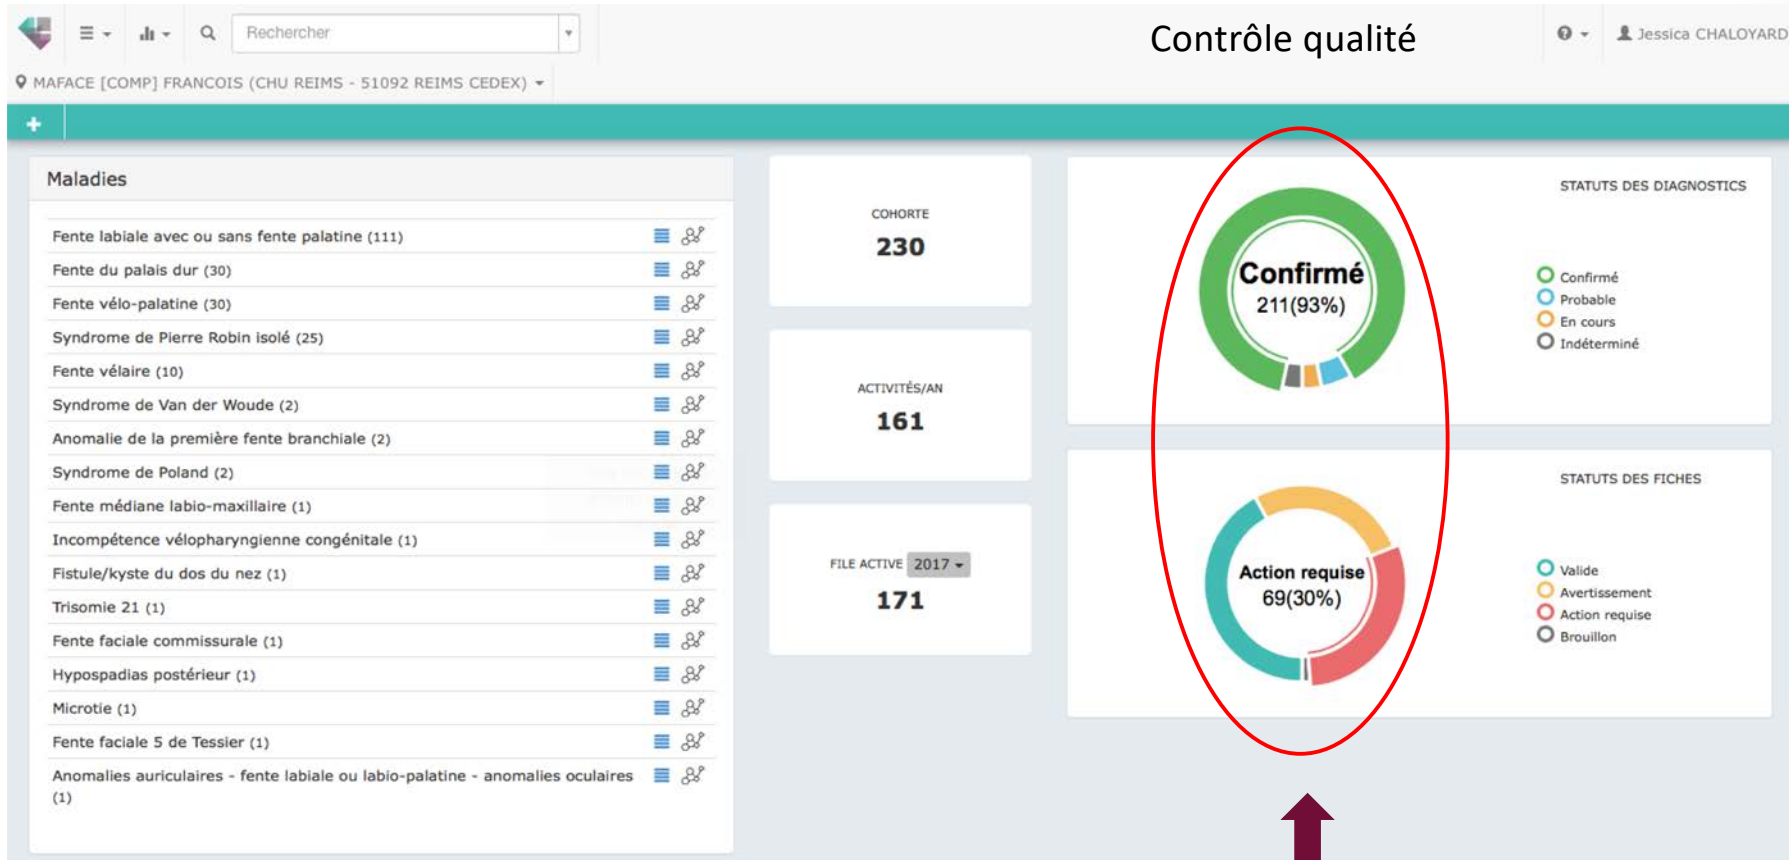 Rechercher
Contrôle qualité
Jessica CHALOYARD
MAFACE [COMP] FRANCOIS (CHU REIMS - 51092 REIMS CEDEX)
Maladies
Fente labiale avec ou sans fente palatine (111)
Fente du palais dur (30)
Fente vélo-palatine (30)
Syndrome de Pierre Robin isolé (25)
Fente vélaire (10)
Syndrome de Van der Woude (2)
Anomalie de la première fente branchiale (2)
Syndrome de Poland (2)
Fente médiane labio-maxillaire (1)
Incompétence vélopharyngienne congénitale (1)
Fistule/kyste du dos du nez (1)
Trisomie 21 (1)
Fente faciale commissurale (1)
Hypospadias postérieur (1)
Microtie (1)
Fente faciale 5 de Tessier (1)
Anomalies auriculaires - fente labiale ou labio-palatine - anomalies oculaires
(1)
COHORTE
230
ACTIVITÉS/AN
161
FILE ACTIVE 2017
171
STATUTS DES DIAGNOSTICS
Confirmé
211(93%)
Confirmé
Probable
En cours
Indéterminé
STATUTS DES FICHES
Action requise
69(30%)
Valide
Avertissement
Action requise
Brouillon